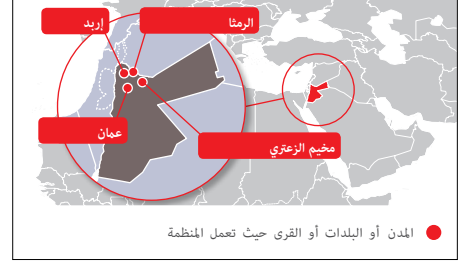 الرمثا
إربد
عمان
مخيم الزعتري
المدن أو البلدات أو القرى حيث تعمل المنظمة